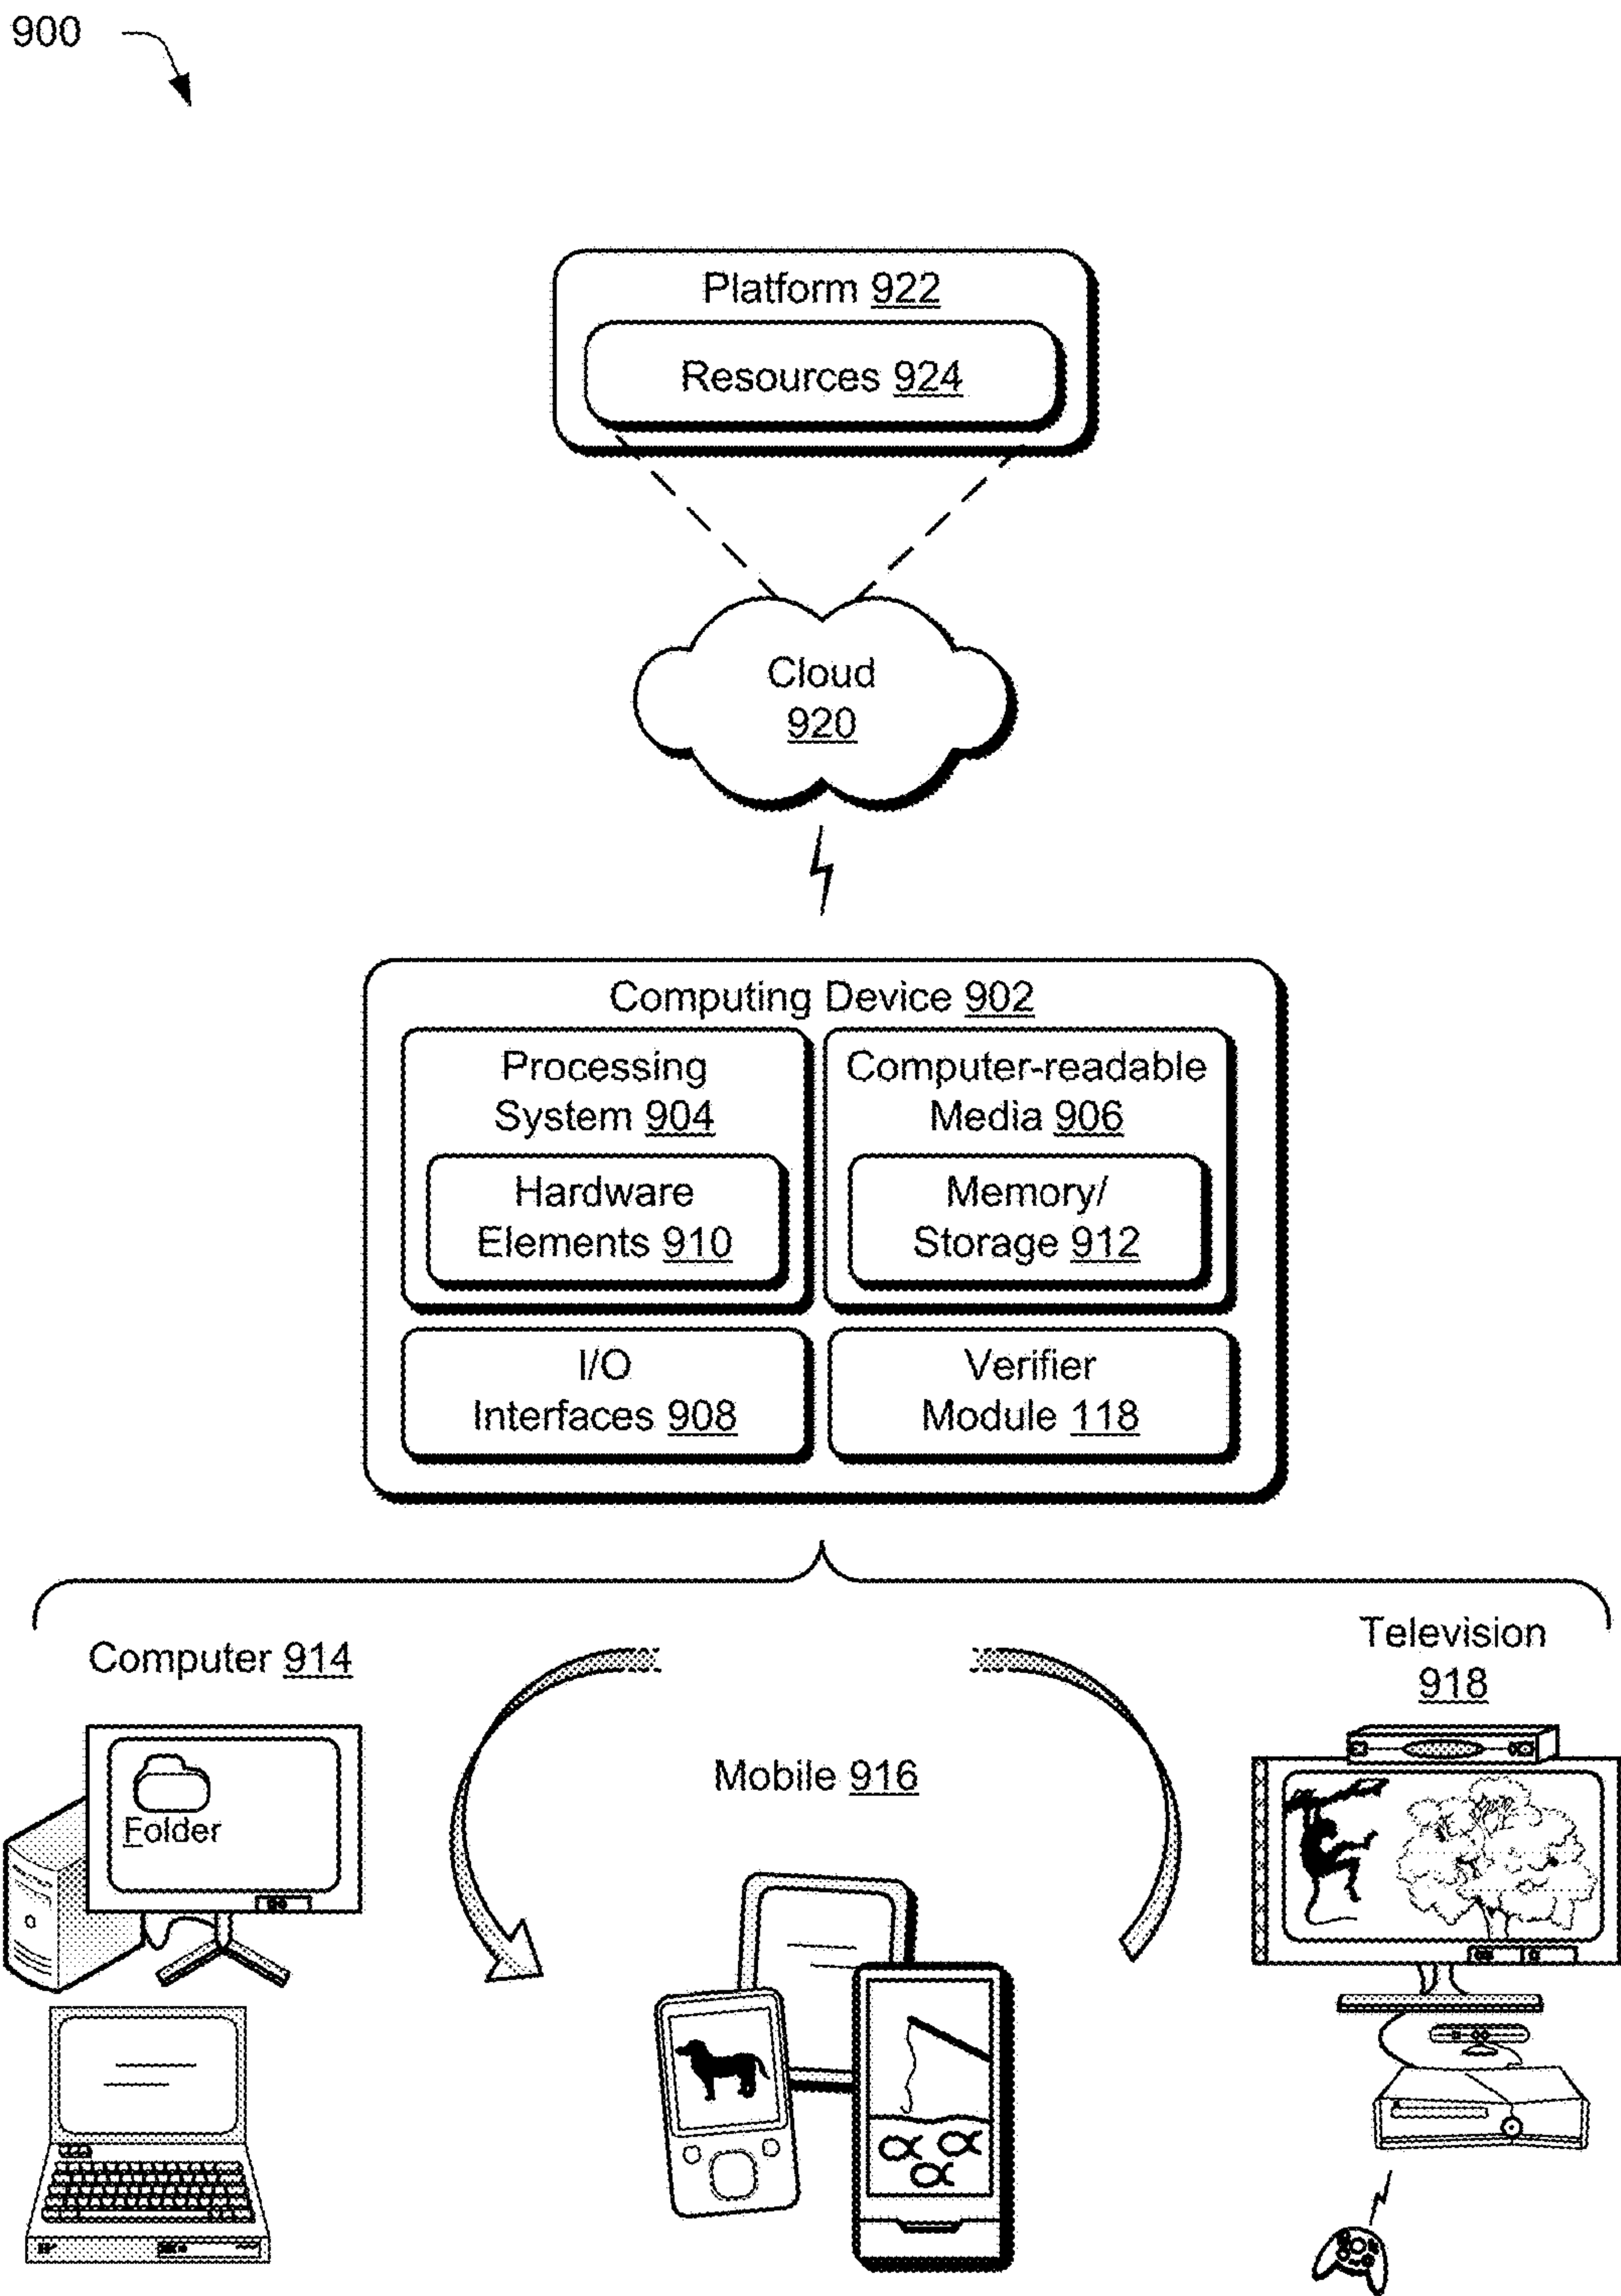 900
Platform 922
Resources 924
Cloud
920
Computing Device 902
Processing
System 904
Hardware
Elements 910
Computer-readable
Media 906
Memory/
Storage 912
I/O
Interfaces 908
Verifier
Module 118
Computer 914
Folder
Mobile 916
Television
918